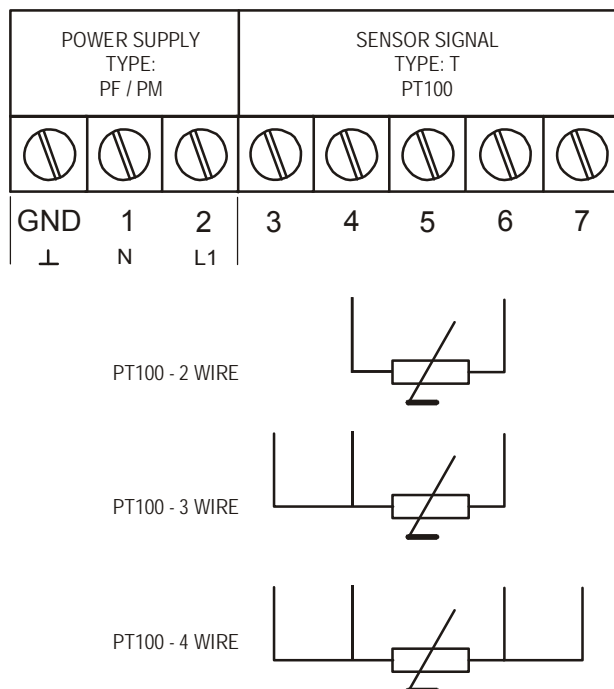 POWER SUPPLY
TYPE:
PF / PM
SENSOR SIGNAL
TYPE: T
PT100
GND 1 2 3 4 5 6 7
N L1
PT100 - 2 WIRE
PT100 - 3 WIRE
PT100 - 4 WIRE